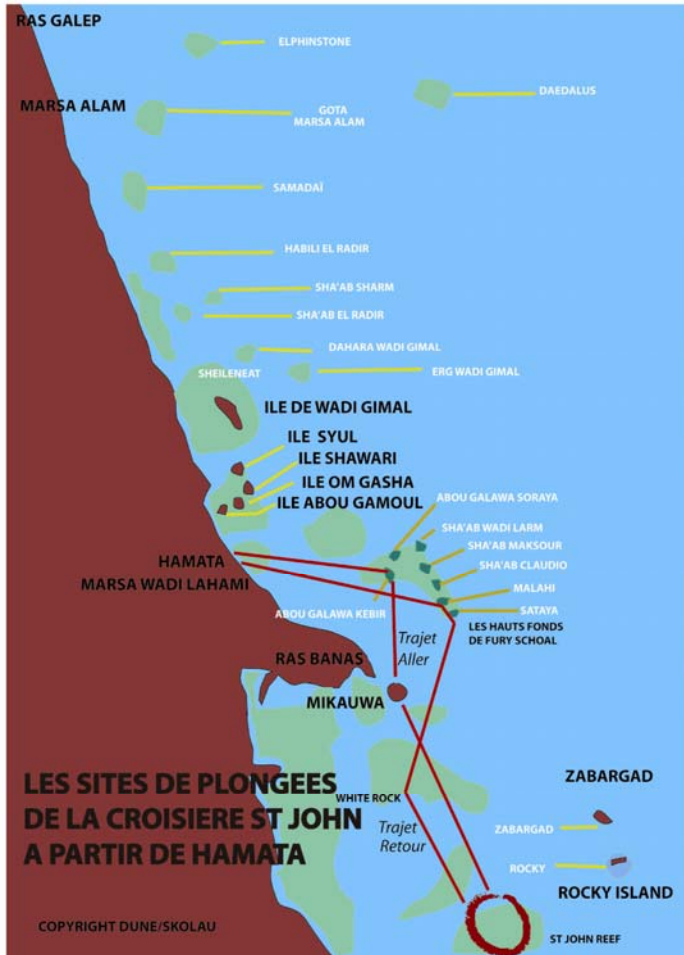 RAS GALEP
ELPHINSTONE
DAEDALUS
MARSA ALAM
GOTA
MARSA ALAM
SAMADAÏ
HABILI EL RADIR
SHA'AB SHARM
SHA'AB EL RADIR
DAHARA WADI GIMAL
SHEILENEAT
ERG WADI GIMAL
ILE DE WADI GIMAL
ILE SYUL
ILE SHAWARI
ILE OM GASHA
ILE ABOU GAMOUL
ABOU GALAWA SORAYA
SHA'AB WADI LARM
SHA'AB MAKSOUR
SHA'AB CLAUDIO
MALAHI
SATAYA
HAMATA
MARSA WADI LAHAMI
ABOU GALAWA KEBIR
LES HAUTS FONDS
DE FURY SCHOAL
Trajet
Aller
RAS BANAS
MIKAUWA
LES SITES DE PLONGEES
DE LA CROISIERE ST JOHN
A PARTIR DE HAMATA
WHITE ROCK
Trajet
Retour
ZABARGAD
ZABARGAD
ROCKY
ROCKY ISLAND
COPYRIGHT DUNE/SKOLAU
ST JOHN REEF